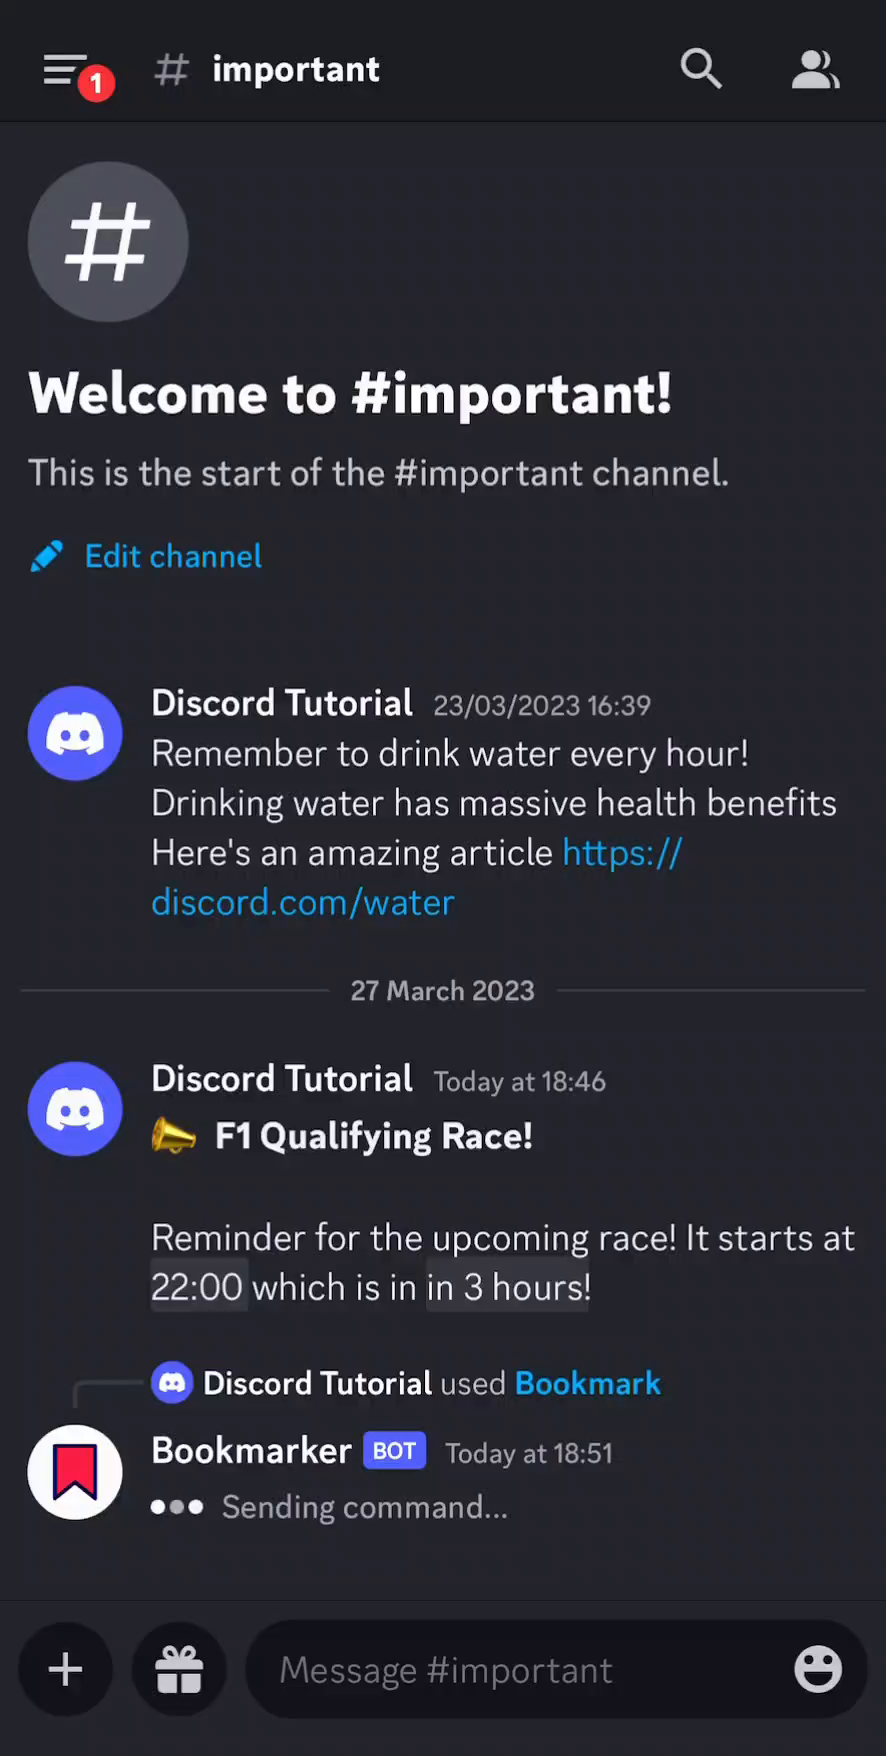 1
# important
#
Welcome to #important!
This is the start of the #important channel.
Edit channel
Discord Tutorial 23/03/2023 16:39
Remember to drink water every hour!
Drinking water has massive health benefits
Here's an amazing article https://
discord.com/water
27 March 2023
Discord Tutorial Today at 18:46
F1 Qualifying Race!
Reminder for the upcoming race! It starts at
22:00 which is in in 3 hours!
Discord Tutorial used Bookmark
Bookmarker BOT Today at 18:51
Sending command...
Message #important